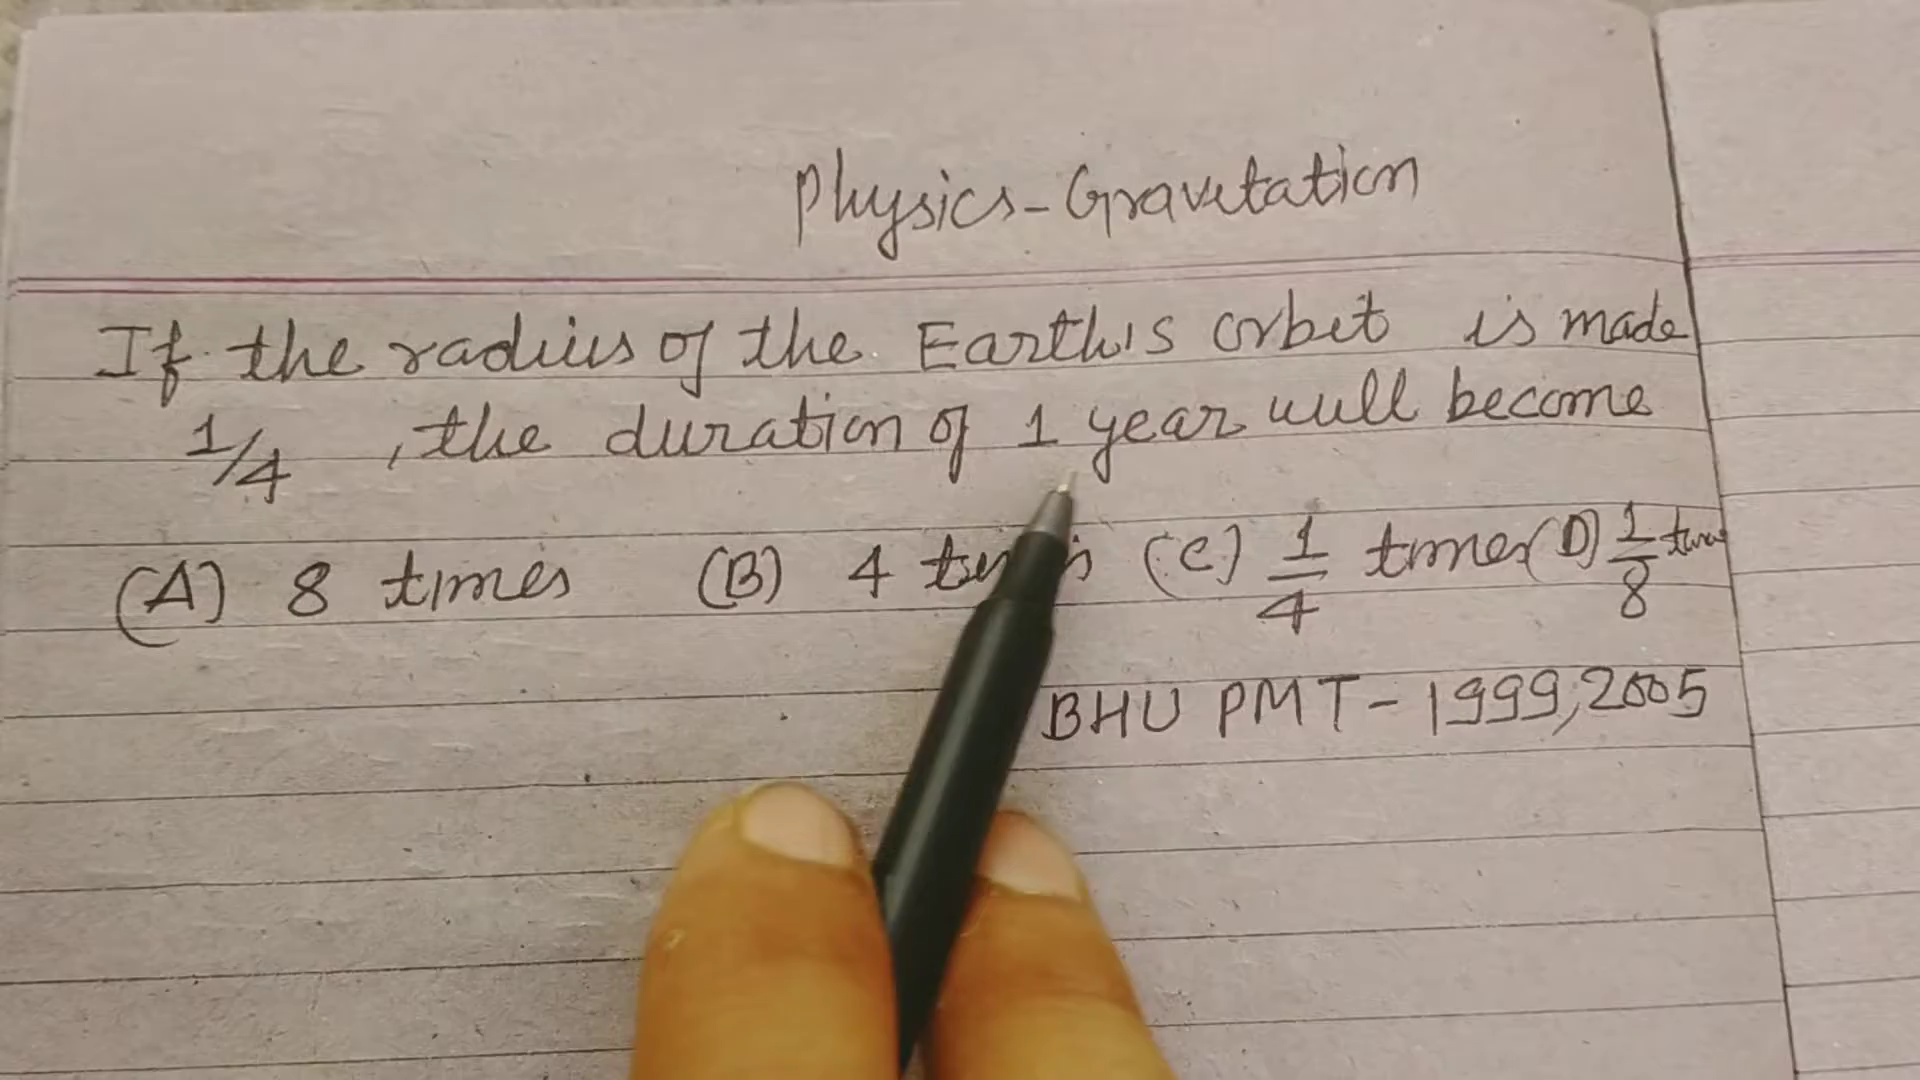 Physics-Gravitation
If the radius of the Earth's orbit is made
1/4 , the duration of 1 year will become
(A) 8 times (B) 4 (C) 1/4 times (D) 1/8
BHU PMT - 1999, 2005